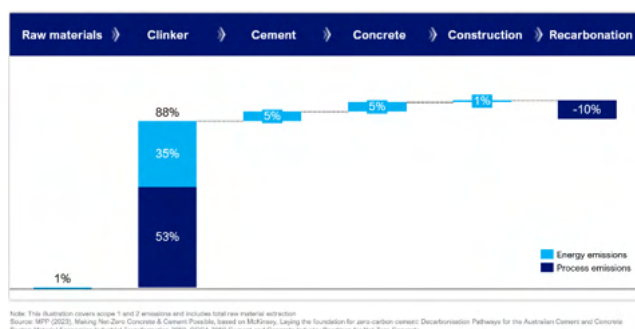 Raw materials » Clinker » Cement » Concrete » Construction » Recarbonation
88%
35%
53%
1%
5%
5%
1%
-10%
Energy emissions
Process emissions
Note: This illustration covers scope 1 and 2 emissions and includes total raw material extraction
Source: MPP (2023), Making Net-Zero Concrete & Cement Possible, based on McKinsey, Laying the foundation for zero-carbon cement; Decarbonisation Pathways for the Australian Cement and Concrete